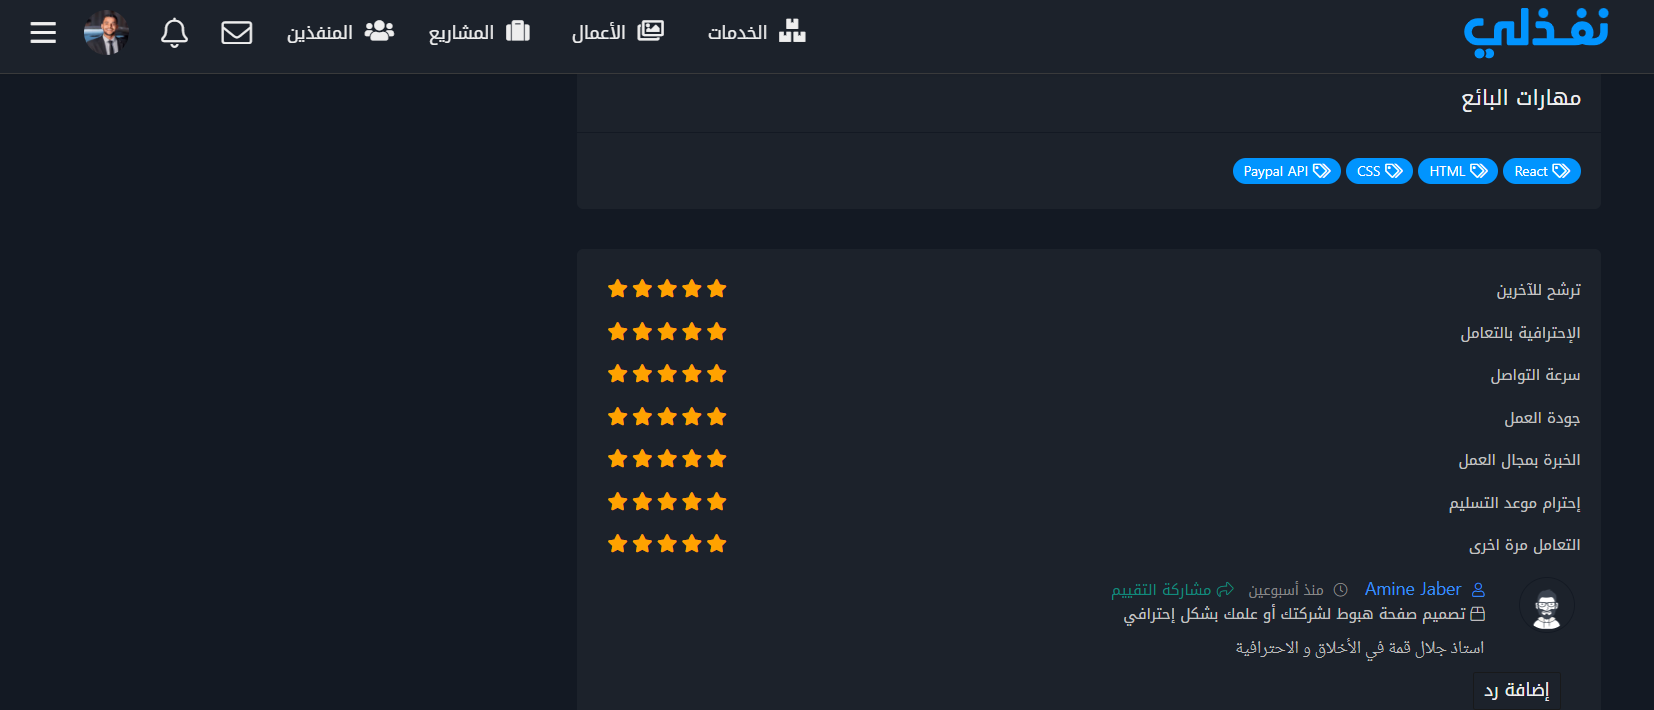 نفذلي
الخدمات
الأعمال
المشاريع
المنفذين
مهارات البائع
React
HTML
CSS
Paypal API
ترشح للآخرين
الإحترافية بالتعامل
سرعة التواصل
جودة العمل
الخبرة بمجال العمل
إحترام موعد التسليم
التعامل مرة اخرى
Amine Jaber منذ أسبوعين مشاركة التقييم
تصميم صفحة هبوط لشركتك أو علمك بشكل إحترافي
استاذ جلال قمة في الأخلاق و الاحترافية
إضافة رد